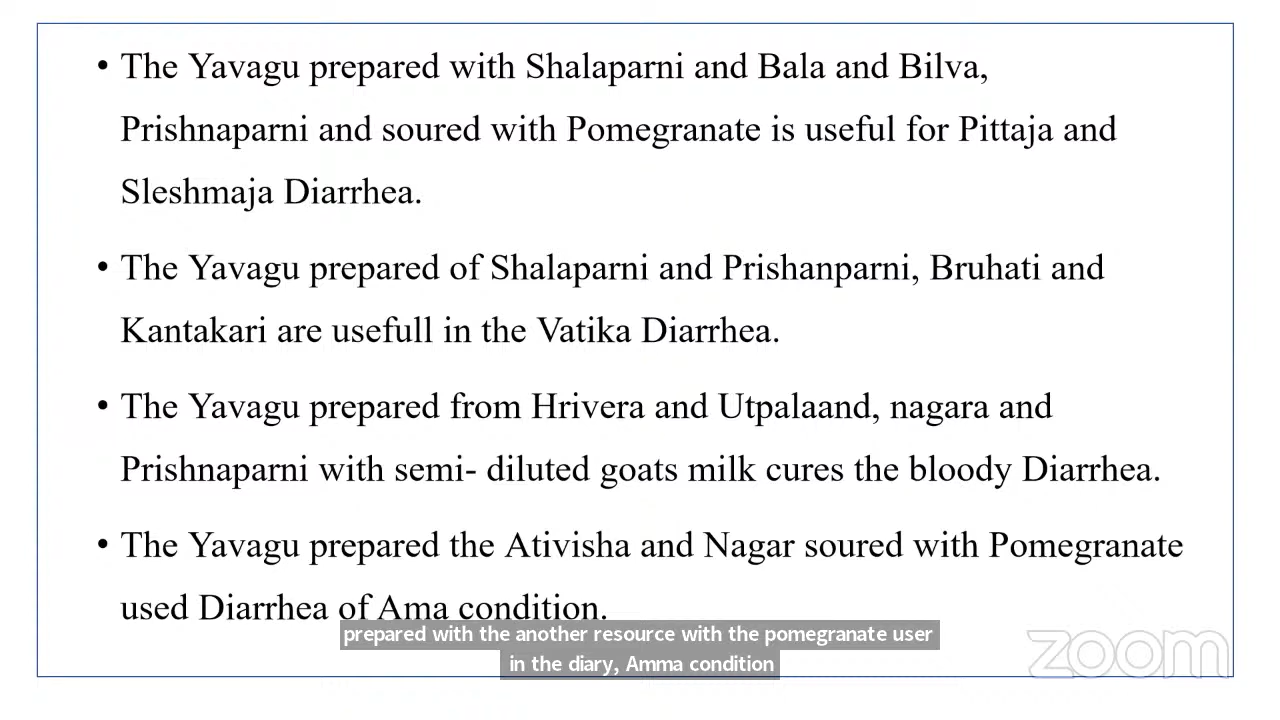 • The Yavagu prepared with Shalaparni and Bala and Bilva,
Prishnaparni and soured with Pomegranate is useful for Pittaja and
Sleshmaja Diarrhea.
• The Yavagu prepared of Shalaparni and Prishanparni, Bruhati and
Kantakari are usefull in the Vatika Diarrhea.
• The Yavagu prepared from Hrivera and Utpalaand, nagara and
Prishnaparni with semi- diluted goats milk cures the bloody Diarrhea.
• The Yavagu prepared the Ativisha and Nagar soured with Pomegranate
used Diarrhea of Ama condition.
prepared with the another resource with the pomegranate user
in the diary, Amma condition
zoom